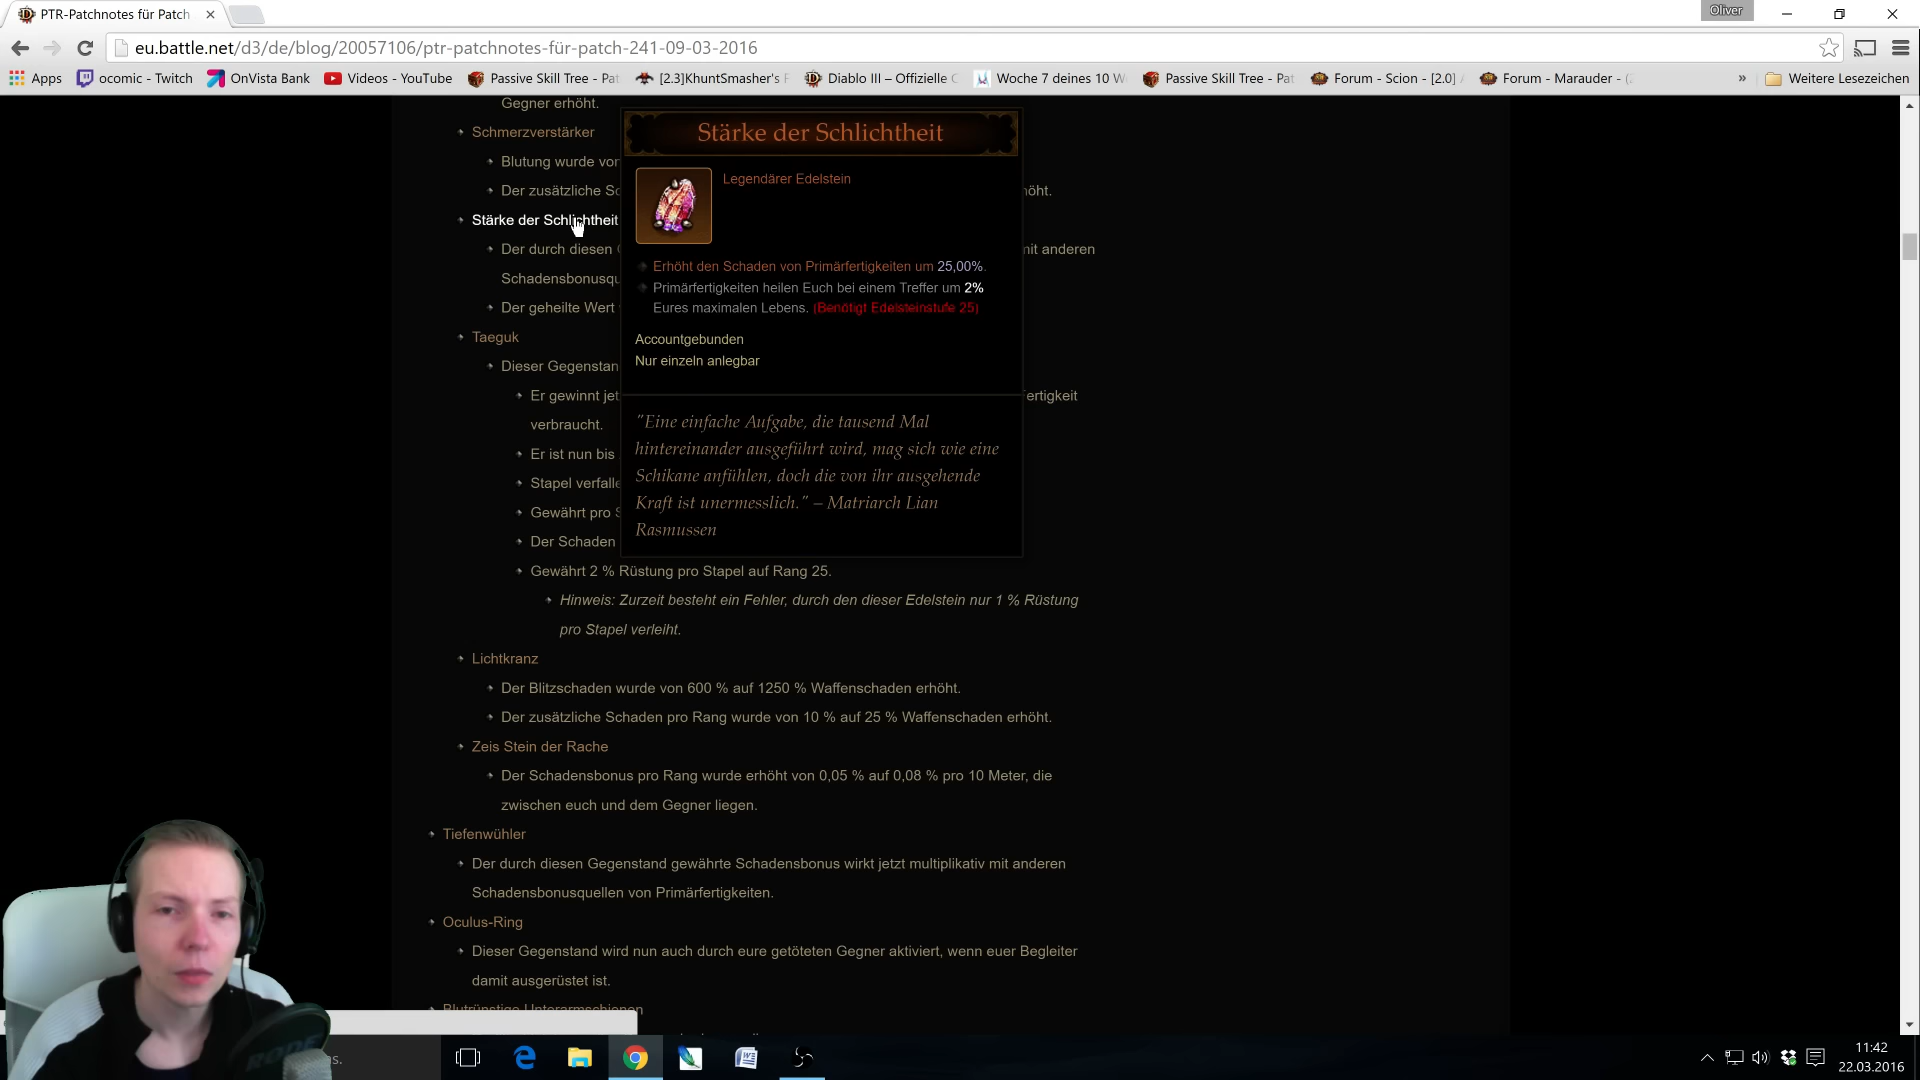 PTR-Patchnotes für Patch
Oliver
eu.battle.net/d3/de/blog/20057106/ptr-patchnotes-für-patch-241-09-03-2016
Apps
ocomic - Twitch
OnVista Bank
Videos - YouTube
Passive Skill Tree - Pat
[2.3]KhuntSmasher's
Diablo III – Offizielle
Woche 7 deines 10 W
Passive Skill Tree - Pat
Forum - Scion - [2.0]
Forum - Marauder -
»
Weitere Lesezeichen
Gegner erhöht.
Schmerzverstärker
Blutung wurde vor
Der zusätzliche Sc
höht.
Stärke der Schlichtheit
Der durch diesen
mit anderen
Schadensbonusqu
Der geheilte Wert
Taeguk
Dieser Gegenstan
Er gewinnt jet
ertigkeit
verbraucht.
Er ist nun bis
Stapel verfalle
Gewährt pro S
Der Schaden
Gewährt 2 % Rüstung pro Stapel auf Rang 25.
Hinweis: Zurzeit besteht ein Fehler, durch den dieser Edelstein nur 1 % Rüstung
pro Stapel verleiht.
Lichtkranz
Der Blitzschaden wurde von 600 % auf 1250 % Waffenschaden erhöht.
Der zusätzliche Schaden pro Rang wurde von 10 % auf 25 % Waffenschaden erhöht.
Zeis Stein der Rache
Der Schadensbonus pro Rang wurde erhöht von 0,05 % auf 0,08 % pro 10 Meter, die
zwischen euch und dem Gegner liegen.
Tiefenwühler
Der durch diesen Gegenstand gewährte Schadensbonus wirkt jetzt multiplikativ mit anderen
Schadensbonusquellen von Primärfertigkeiten.
Oculus-Ring
Dieser Gegenstand wird nun auch durch eure getöteten Gegner aktiviert, wenn euer Begleiter
damit ausgerüstet ist.
Blutrünstige Unterarmschienen
Stärke der Schlichtheit
Legendärer Edelstein
Erhöht den Schaden von Primärfertigkeiten um 25,00%.
Primärfertigkeiten heilen Euch bei einem Treffer um 2%
Eures maximalen Lebens. (Benötigt Edelsteinstufe 25)
Accountgebunden
Nur einzeln anlegbar
"Eine einfache Aufgabe, die tausend Mal
hintereinander ausgeführt wird, mag sich wie eine
Schikane anfühlen, doch die von ihr ausgehende
Kraft ist unermesslich." – Matriarch Lian
Rasmussen
RØDE
11:42
22.03.2016